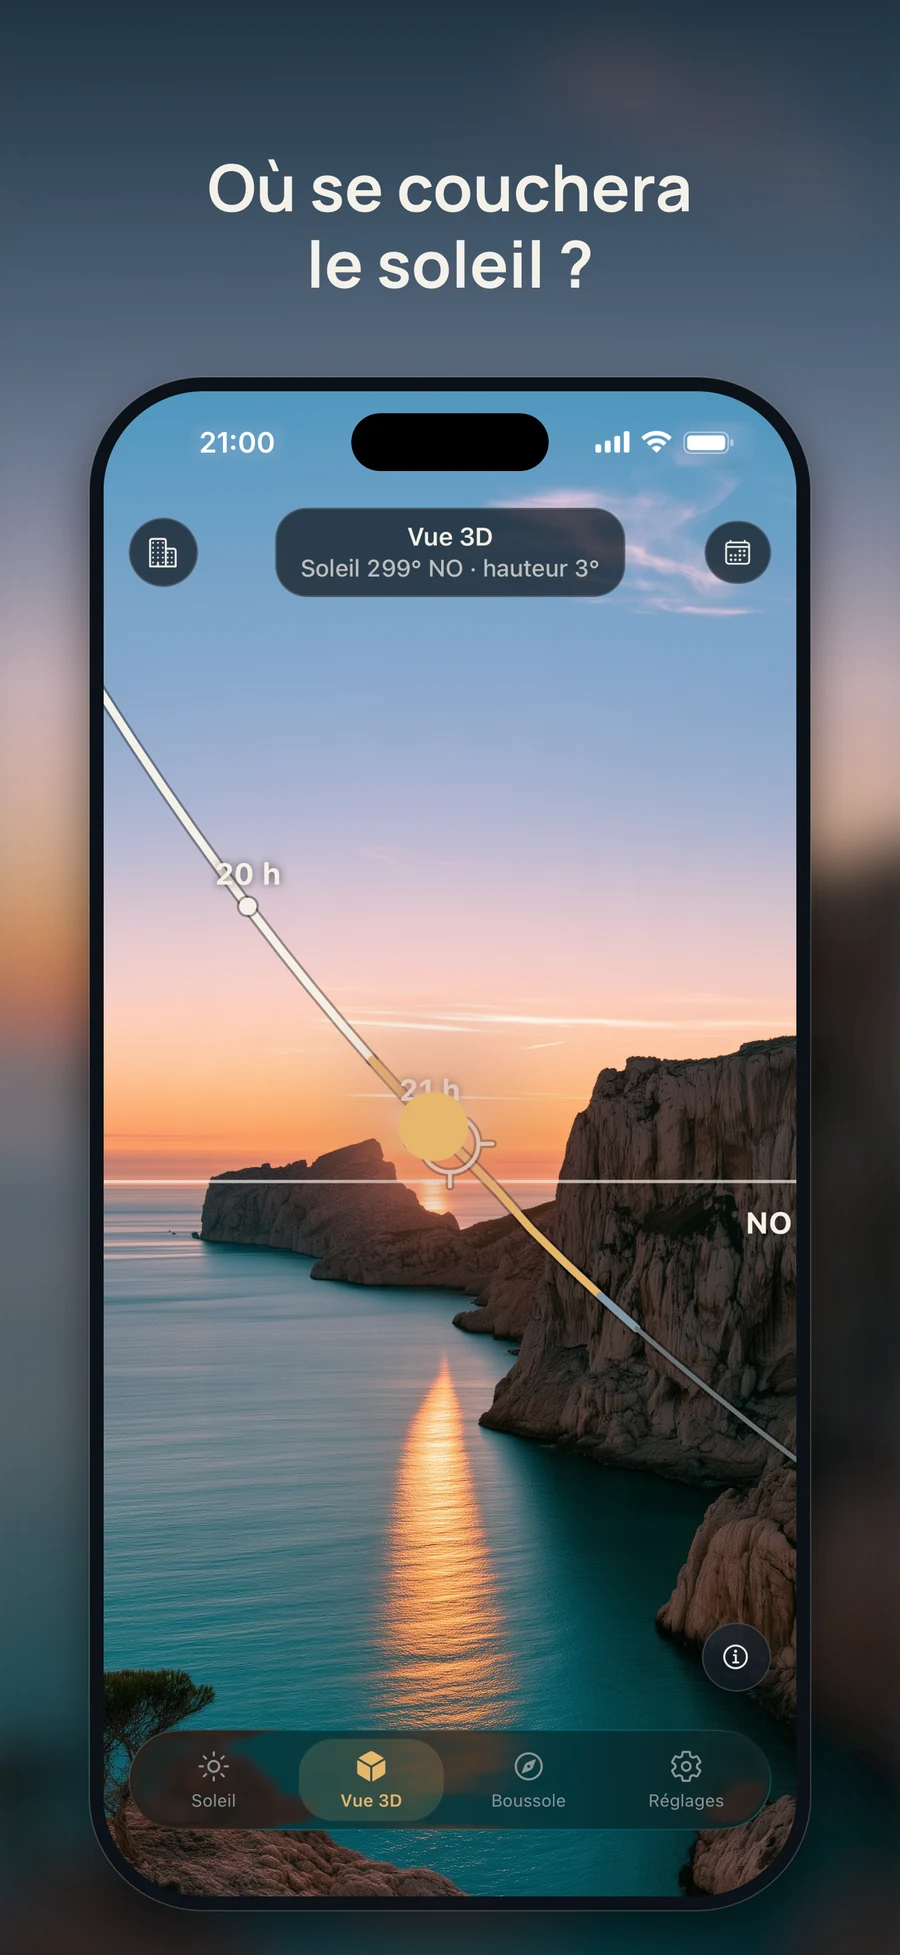 Où se couchera
le soleil ?
21:00
Vue 3D
Soleil 299° NO · hauteur 3°
20 h
21 h
NO
Soleil
Vue 3D
Boussole
Réglages